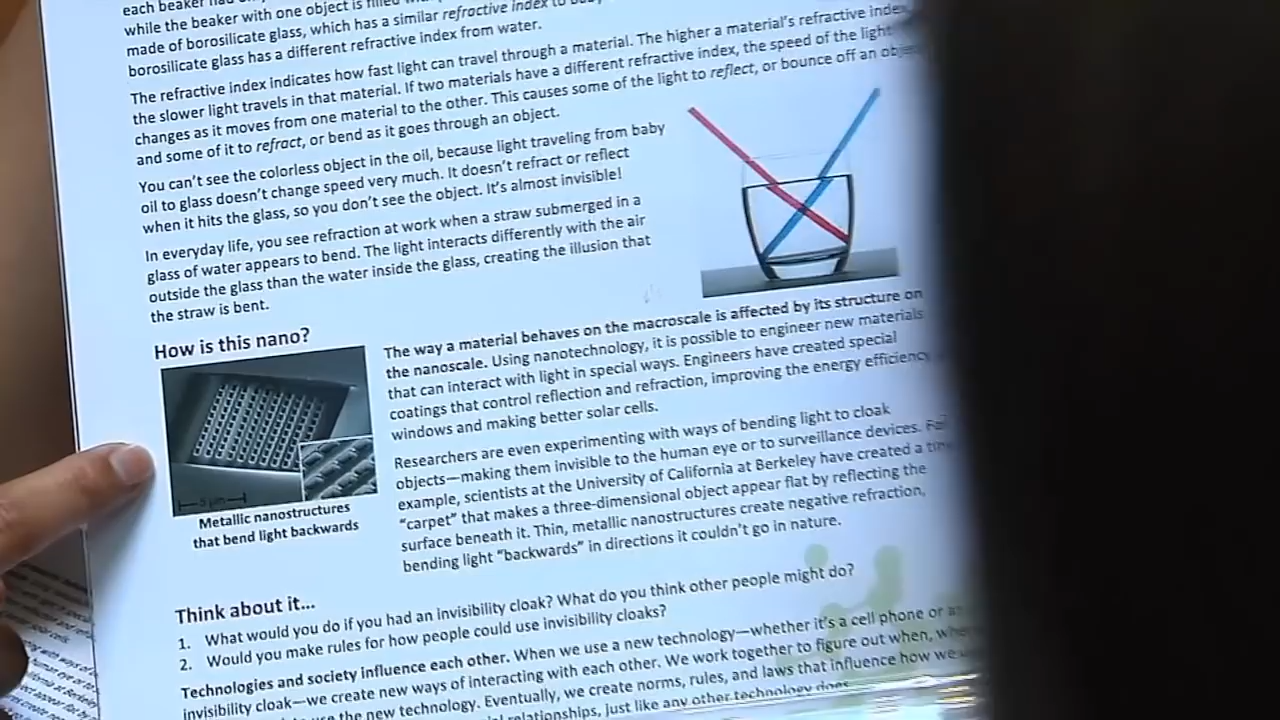 each beaker had
while the beaker with one object is filled
made of borosilicate glass, which has a similar refractive index to
borosilicate glass has a different refractive index from water.
The refractive index indicates how fast light can travel through a material. The higher a material's refractive index
the slower light travels in that material. If two materials have a different refractive index, the speed of the light
changes as it moves from one material to the other. This causes some of the light to reflect, or bounce off an object
and some of it to refract, or bend as it goes through an object.
You can't see the colorless object in the oil, because light traveling from baby
oil to glass doesn't change speed very much. It doesn't refract or reflect
when it hits the glass, so you don't see the object. It's almost invisible!
In everyday life, you see refraction at work when a straw submerged in a
glass of water appears to bend. The light interacts differently with the air
outside the glass than the water inside the glass, creating the illusion that
the straw is bent.
How is this nano?
Metallic nanostructures
that bend light backwards
The way a material behaves on the macroscale is affected by its structure on
the nanoscale. Using nanotechnology, it is possible to engineer new materials
that can interact with light in special ways. Engineers have created special
coatings that control reflection and refraction, improving the energy efficiency
windows and making better solar cells.
Researchers are even experimenting with ways of bending light to cloak
objects—making them invisible to the human eye or to surveillance devices. For
example, scientists at the University of California at Berkeley have created a
"carpet" that makes a three-dimensional object appear flat by reflecting the
surface beneath it. Thin, metallic nanostructures create negative refraction,
bending light "backwards" in directions it couldn't go in nature.
Think about it...
1. What would you do if you had an invisibility cloak? What do you think other people might do?
2. Would you make rules for how people could use invisibility cloaks?
Technologies and society influence each other. When we use a new technology—whether it's a cell phone or
invisibility cloak—we create new ways of interacting with each other. We work together to figure out when,
use the new technology. Eventually, we create norms, rules, and laws that influence how we
relationships, just like any other technology does.